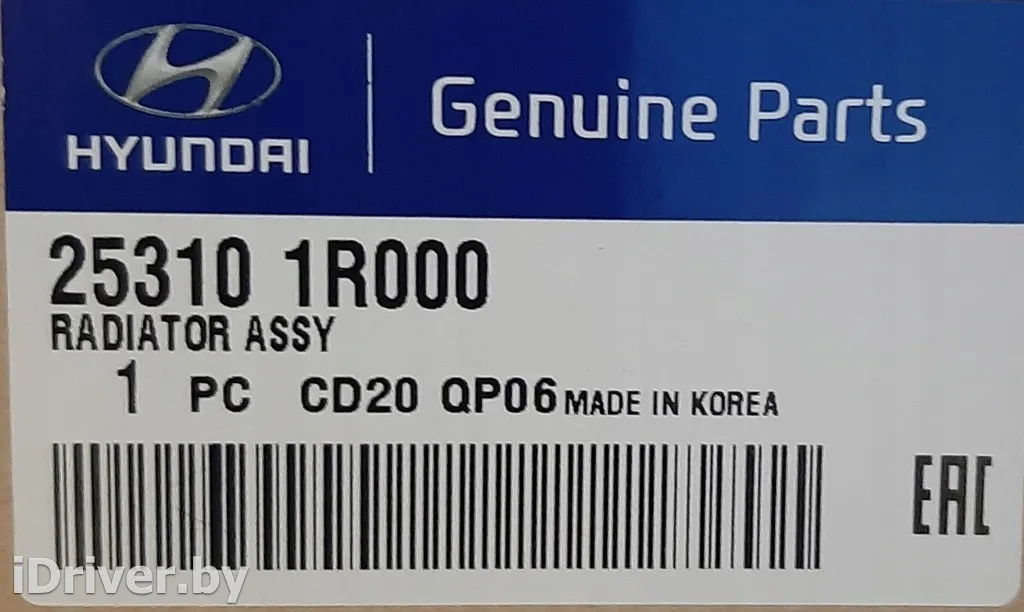 HYUNDAI
Genuine Parts
25310 1R000
RADIATOR ASSY
1 PC CD20 QP06 MADE IN KOREA
EAC
iDriver.by